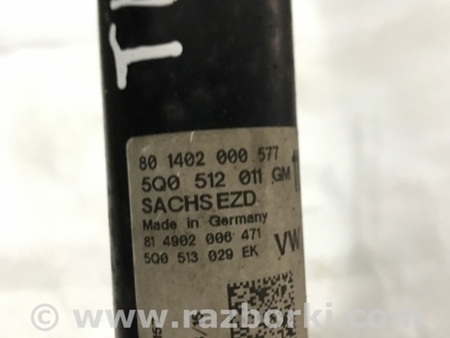 80 1402 000 577
5Q0 512 011 GM
SACHS EZD
Made in Germany
81 4902 006 471
5Q0 513 029 EK
VW
© www.razborki.com